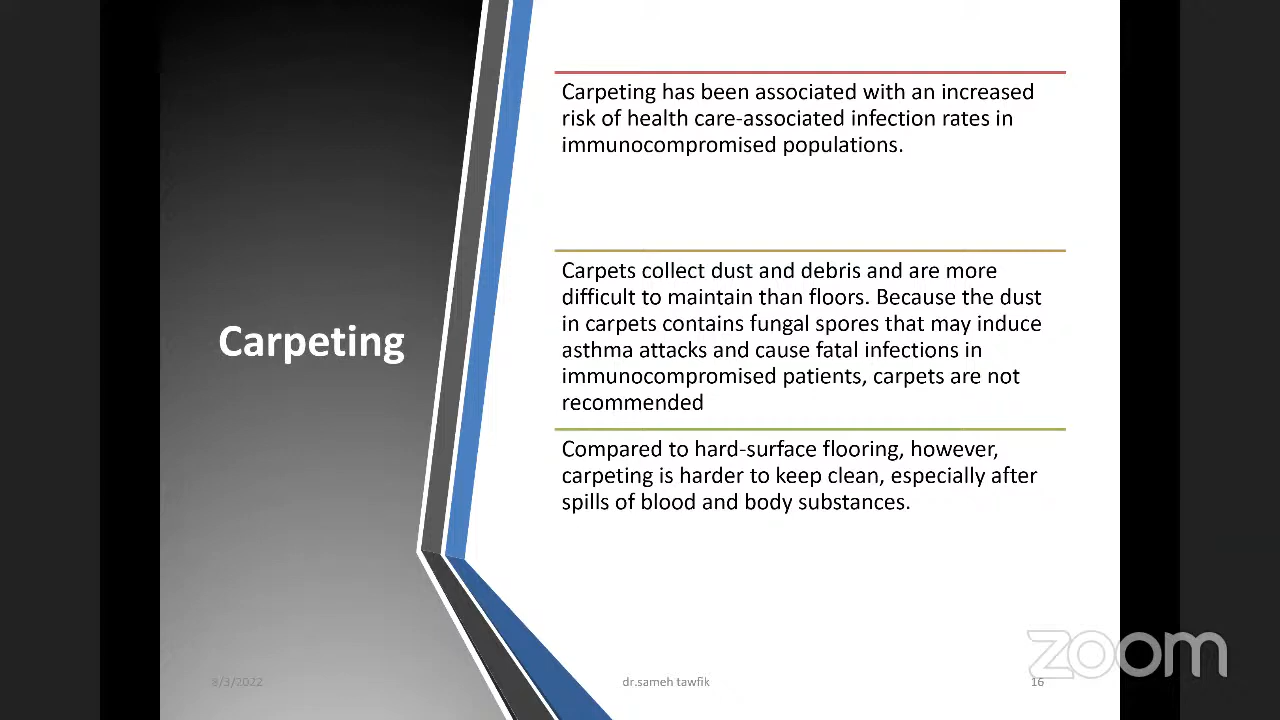 Carpeting has been associated with an increased
risk of health care-associated infection rates in
immunocompromised populations.
Carpets collect dust and debris and are more
difficult to maintain than floors. Because the dust
in carpets contains fungal spores that may induce
asthma attacks and cause fatal infections in
immunocompromised patients, carpets are not
recommended
Carpeting
Compared to hard-surface flooring, however,
carpeting is harder to keep clean, especially after
spills of blood and body substances.
zoom
8/3/2022
dr.sameh tawfik
16